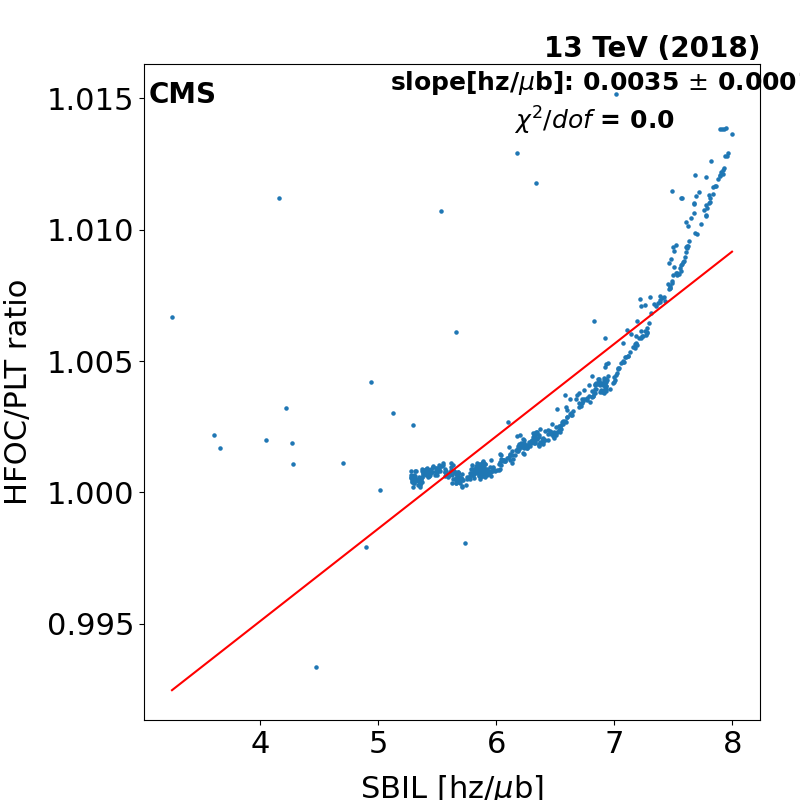 13 TeV (2018)
CMS
slope[hz/μb]: 0.0035 ± 0.000
χ²/dof = 0.0
1.015
1.010
1.005
1.000
0.995
HFOC/PLT ratio
4 5 6 7 8
SBIL [hz/μb]